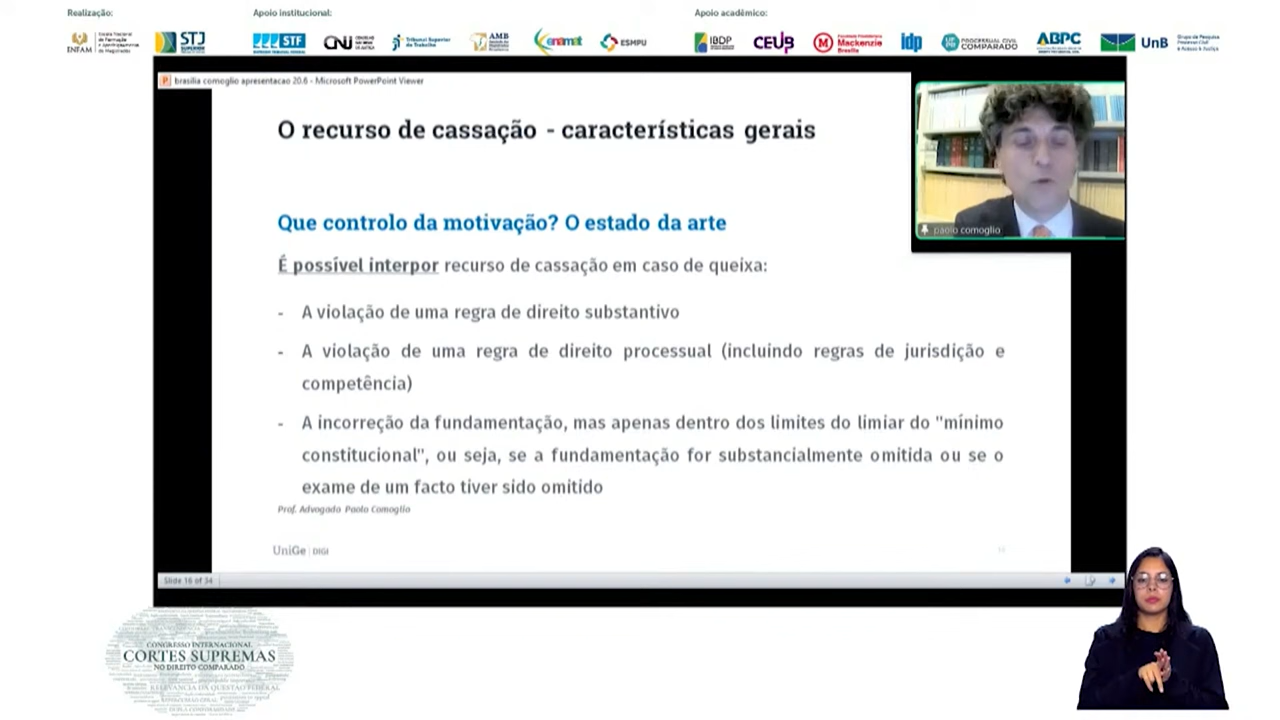 Realização:
Apoio institucional:
Apoio acadêmico:
ENFAM
STJ
STF
CNJ
Tribunal Superior do Trabalho
AMB
enamat
ESMPU
IBDP
CEUB
Mackenzie
idp
PROCESSUAL CIVIL COMPARADO
ABPC
UnB
brasilia comoglio apresentacao 20.6 - Microsoft PowerPoint Viewer
O recurso de cassação - características gerais
paolo comoglio
Que controlo da motivação? O estado da arte
É possível interpor recurso de cassação em caso de queixa:
- A violação de uma regra de direito substantivo
- A violação de uma regra de direito processual (incluindo regras de jurisdição e
competência)
- A incorreção da fundamentação, mas apenas dentro dos limites do limiar do "mínimo
constitucional", ou seja, se a fundamentação for substancialmente omitida ou se o
exame de um facto tiver sido omitido
Prof. Advogado Paolo Comoglio
UniGe | DIGI
Slide 16 of 34
CONGRESSO INTERNACIONAL
CORTES SUPREMAS
NO DIREITO COMPARADO
RELEVÂNCIA DA QUESTÃO FEDERAL